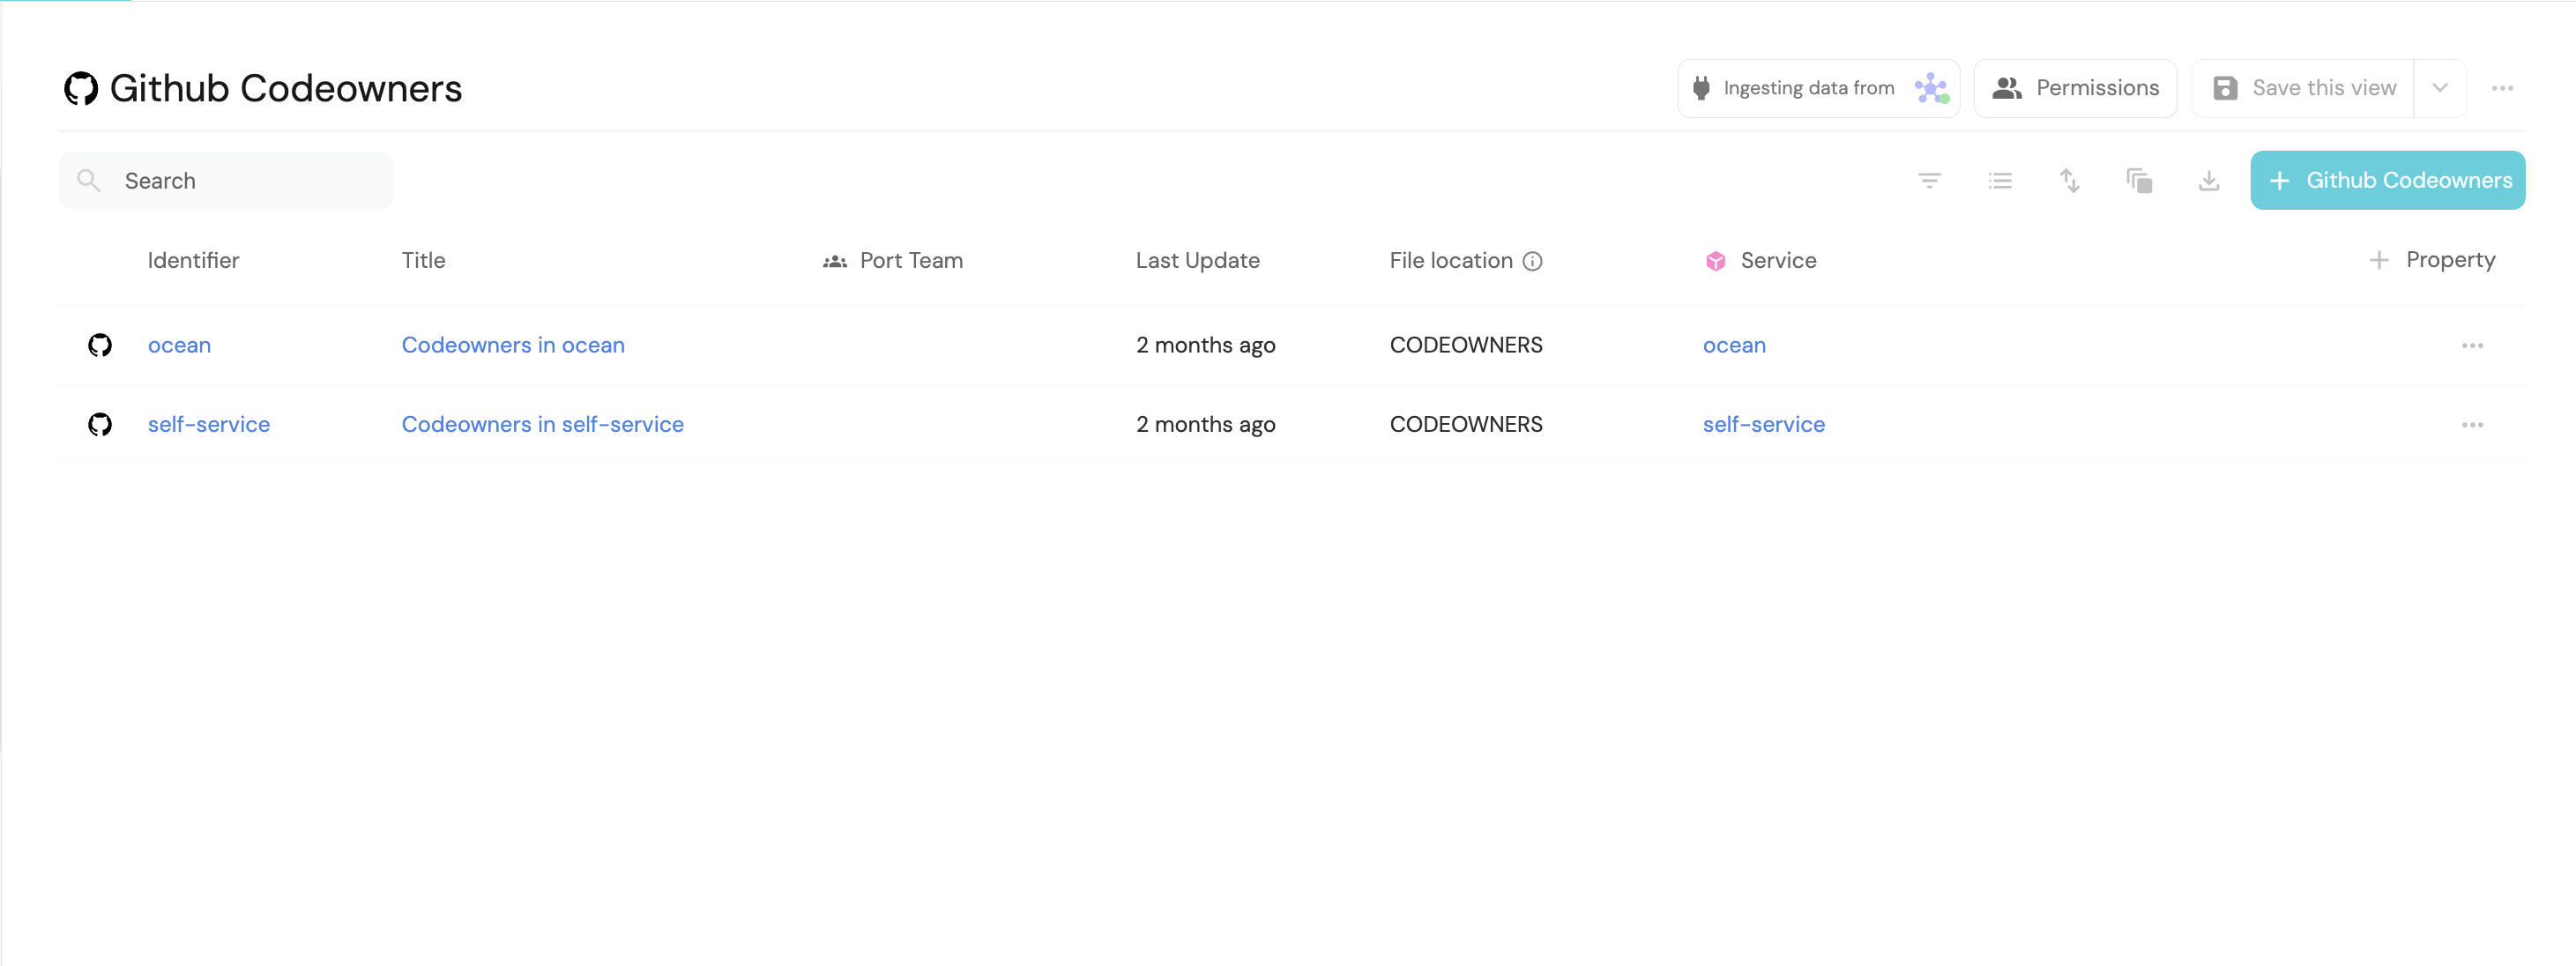 Github Codeowners
Ingesting data from
Permissions
Save this view
Search
Github Codeowners
Identifier Title Port Team Last Update File location Service Property
ocean Codeowners in ocean 2 months ago CODEOWNERS ocean
self-service Codeowners in self-service 2 months ago CODEOWNERS self-service